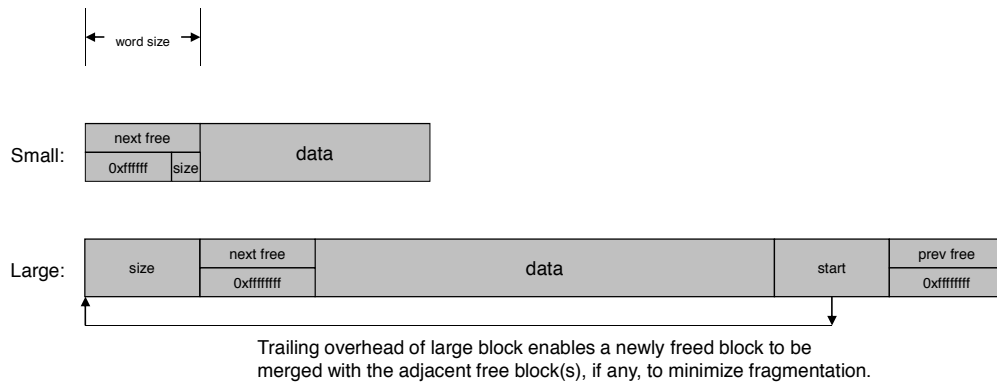 word size
Small:
next free
0xffffff
size
data
Large:
size
next free
0xffffffff
data
start
prev free
0xffffffff
Trailing overhead of large block enables a newly freed block to be
merged with the adjacent free block(s), if any, to minimize fragmentation.